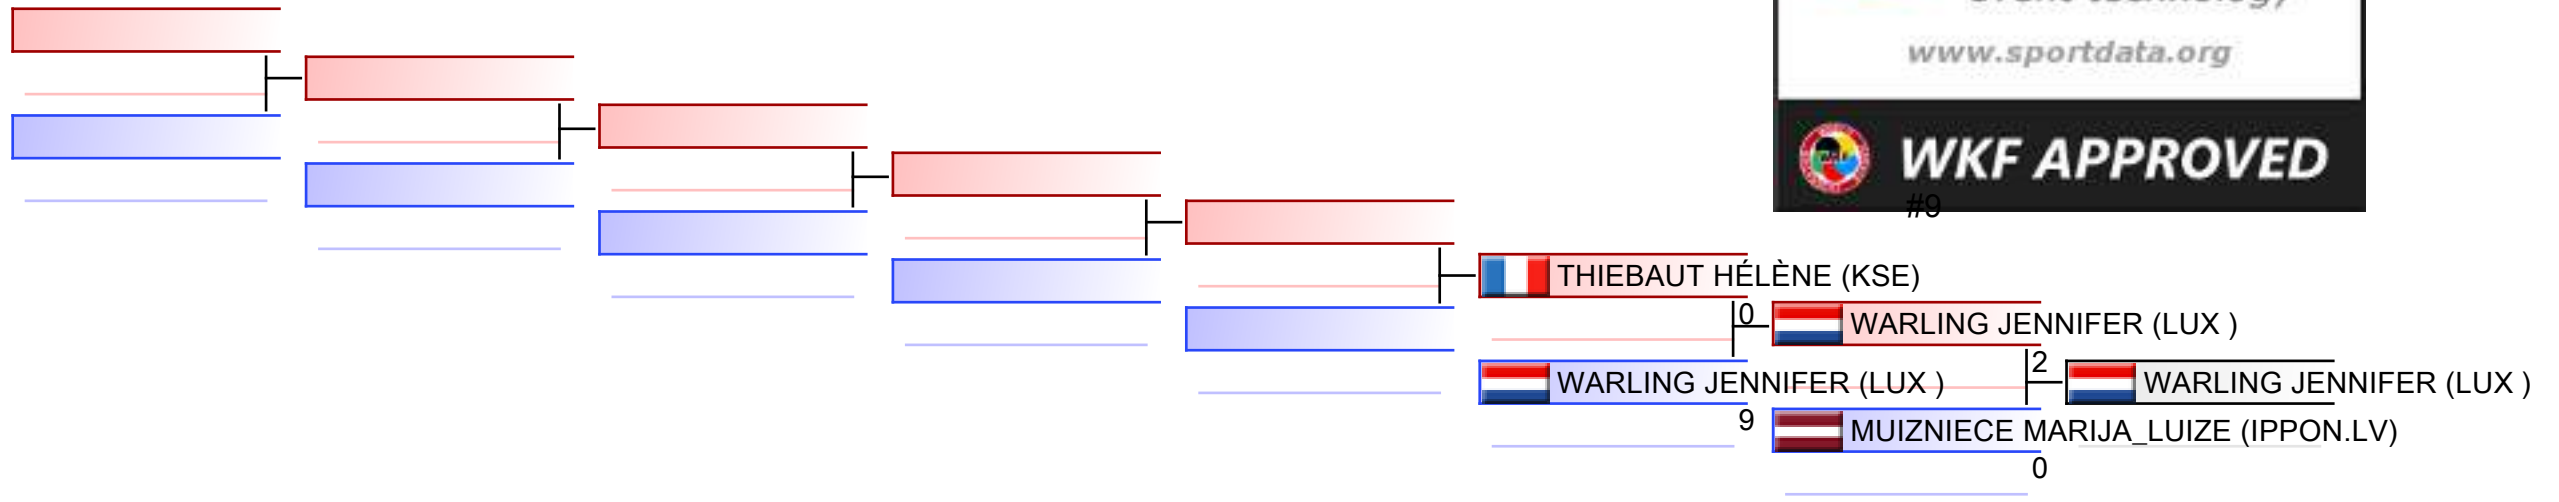 www.sportdata.org
WKF APPROVED
#9
THIEBAUT HÉLÈNE (KSE)
0
WARLING JENNIFER (LUX )
2
WARLING JENNIFER (LUX )
WARLING JENNIFER (LUX )
9
MUIZNIECE MARIJA_LUIZE (IPPON.LV)
0